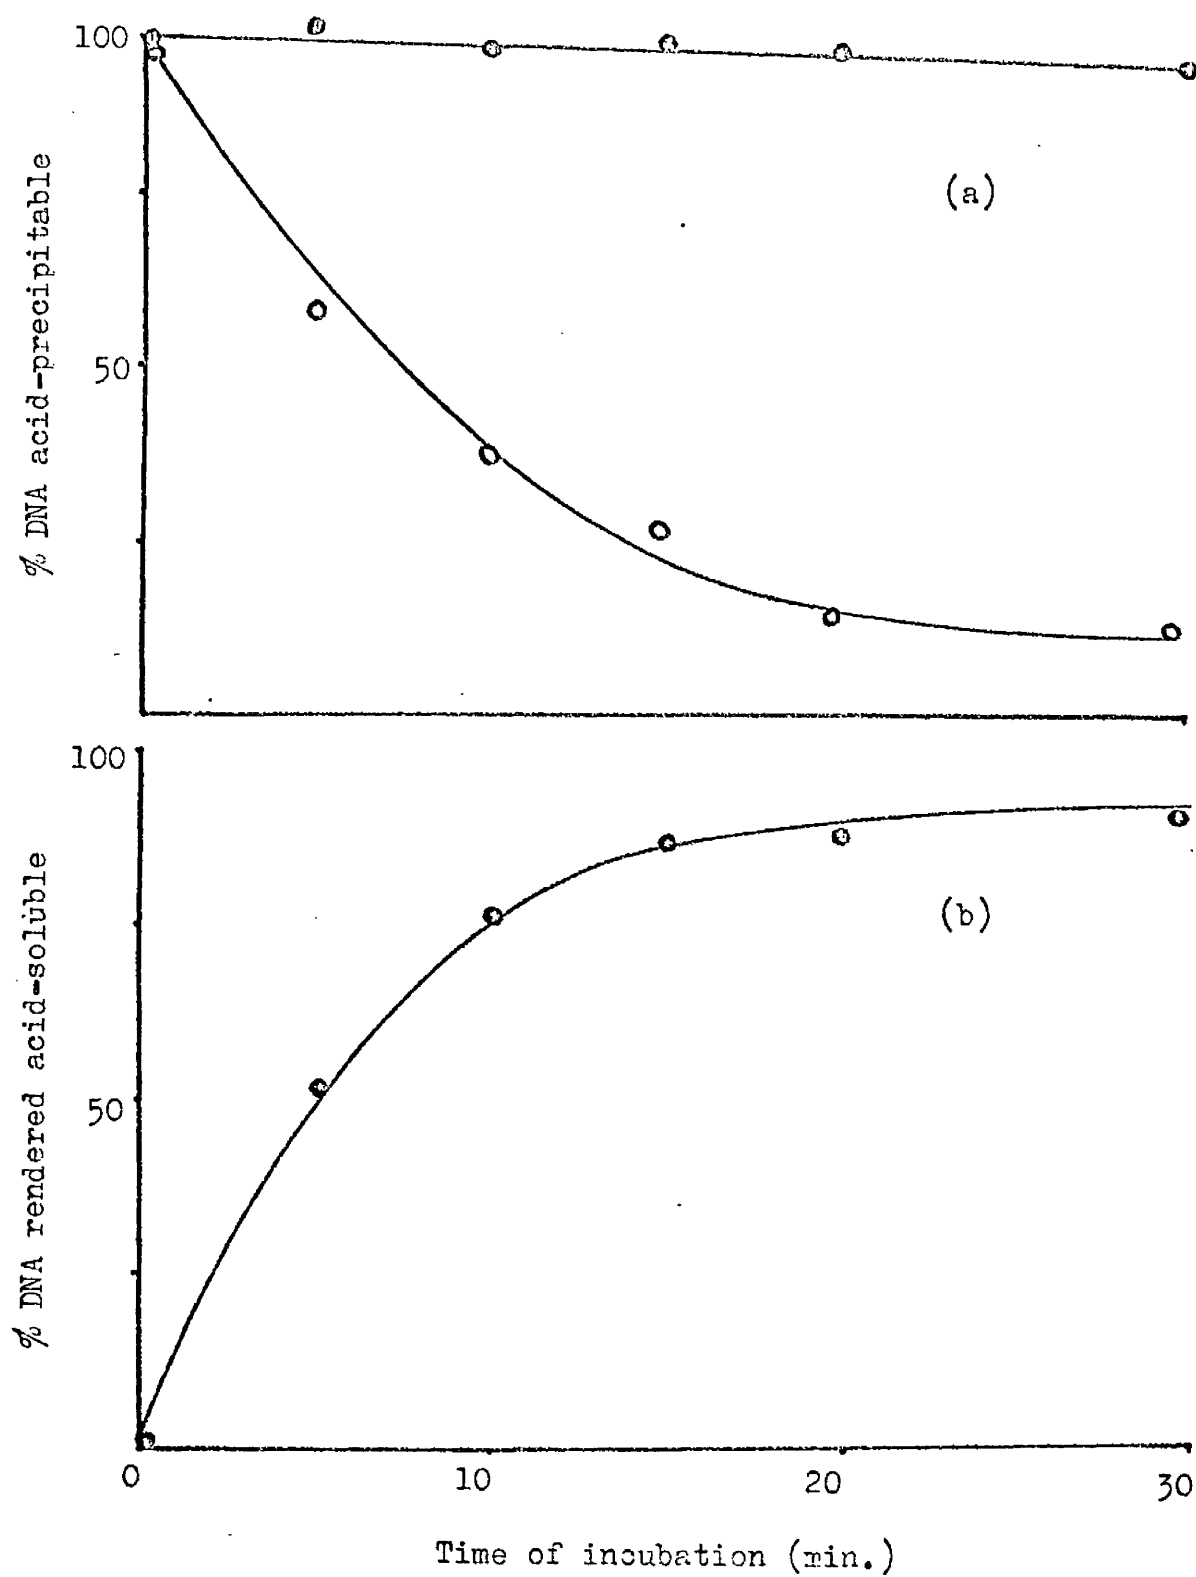 100
50
% DNA acid-precipitable
(a)
100
50
% DNA rendered acid-soluble
(b)
0 10 20 30
Time of incubation (min.)